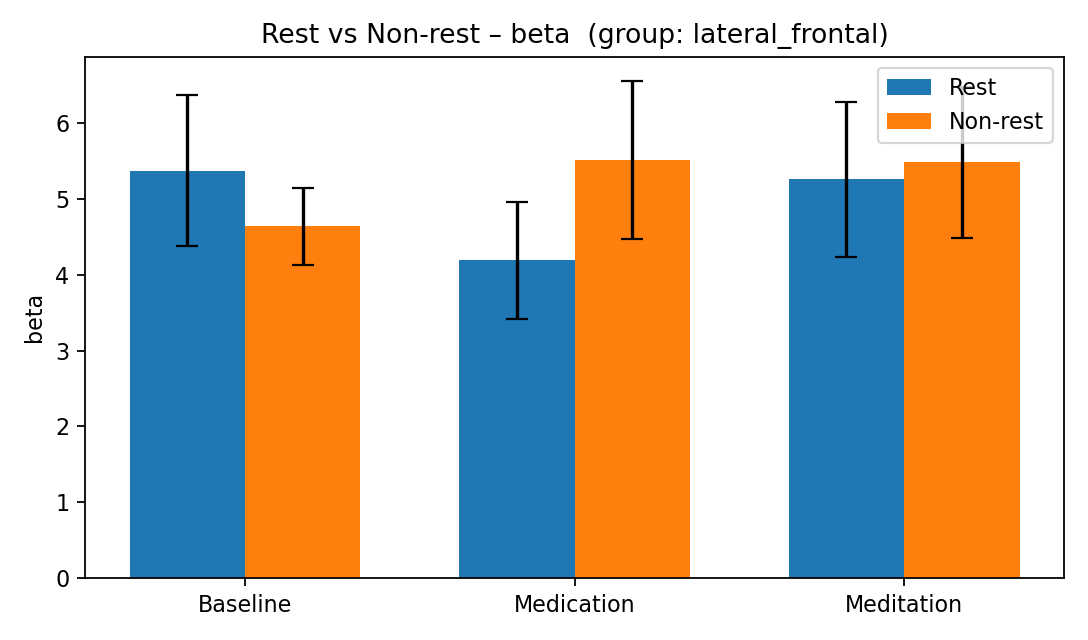 Rest vs Non-rest – beta  (group: lateral_frontal)
Rest
Non-rest
6
5
4
3
2
1
0
beta
Baseline
Medication
Meditation